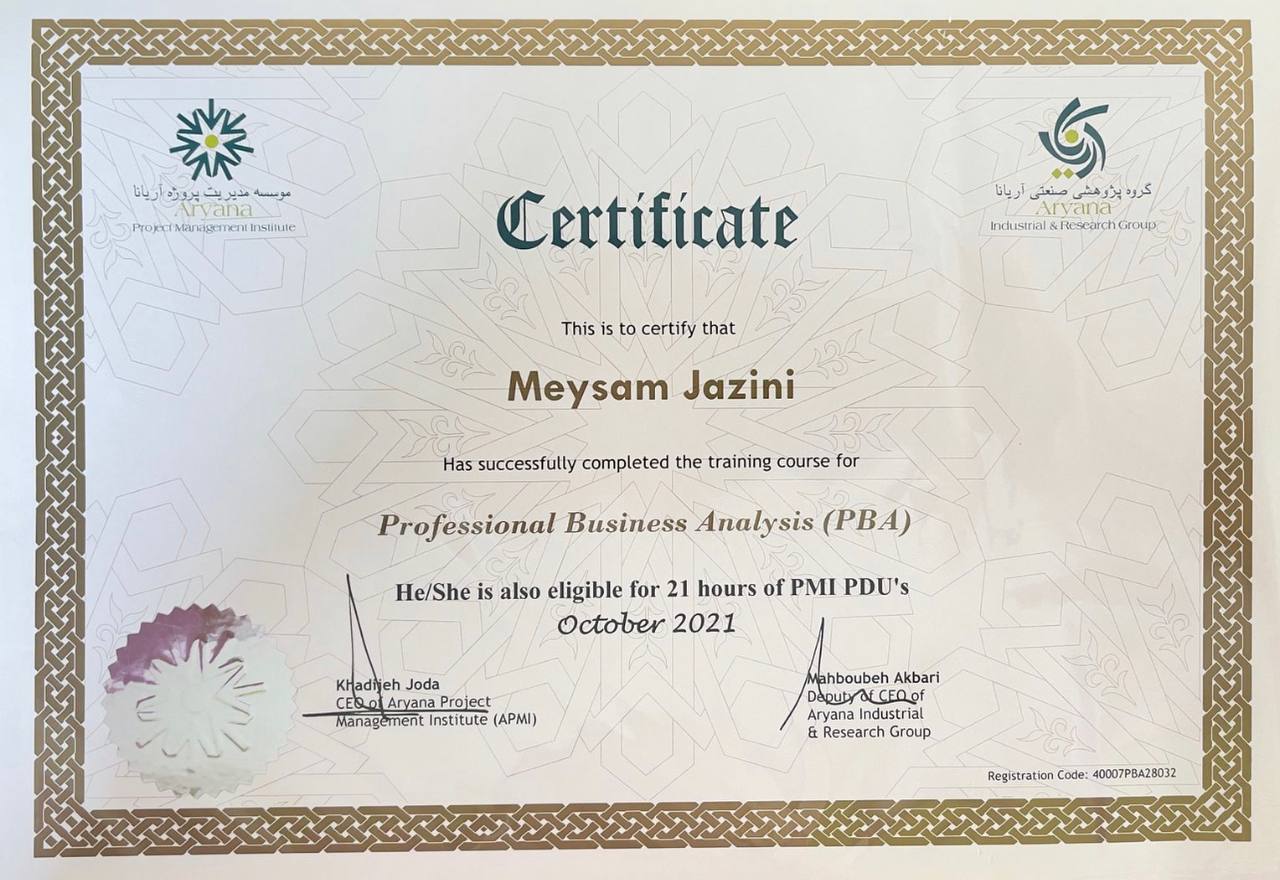 موسسه مدیریت پروژه آریانا
Aryana
Project Management Institute
گروه پژوهشی صنعتی آریانا
Aryana
Industrial & Research Group
Certificate
This is to certify that
Meysam Jazini
Has successfully completed the training course for
Professional Business Analysis (PBA)
He/She is also eligible for 21 hours of PMI PDU's
October 2021
Khadijeh Joda
CEO of Aryana Project
Management Institute (APMI)
Mahboubeh Akbari
Deputy of CEO of
Aryana Industrial
& Research Group
Registration Code: 40007PBA28032